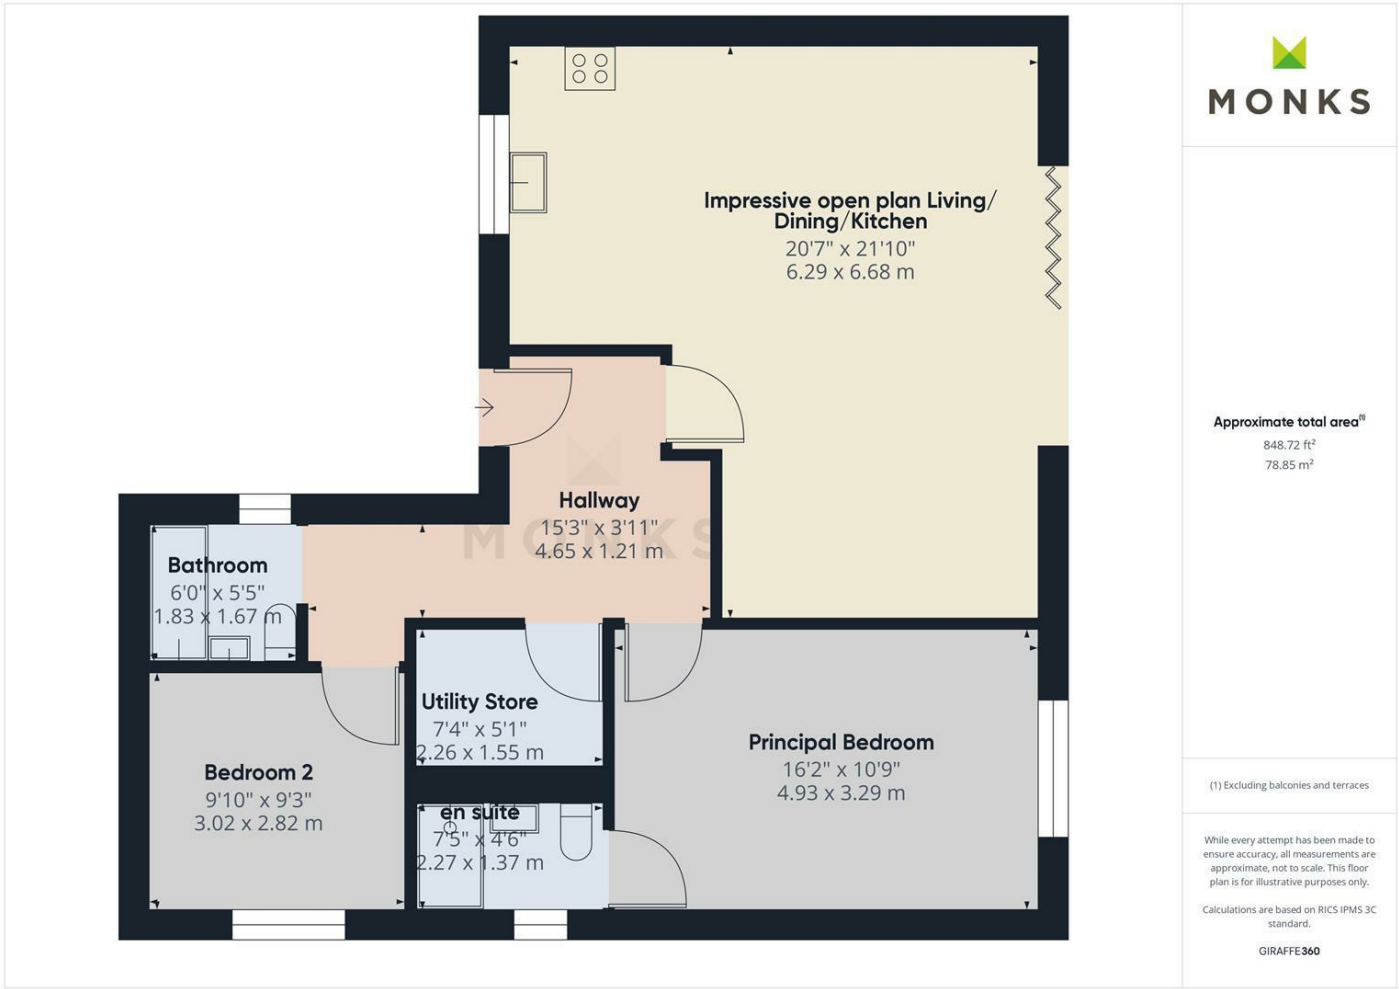 Impressive open plan Living/
Dining/Kitchen
20'7" x 21'10"
6.29 x 6.68 m
Hallway
15'3" x 3'11"
4.65 x 1.21 m
MONKS
Bathroom
6'0" x 5'5"
1.83 x 1.67 m
Utility Store
7'4" x 5'1"
2.26 x 1.55 m
Principal Bedroom
16'2" x 10'9"
4.93 x 3.29 m
Bedroom 2
9'10" x 9'3"
3.02 x 2.82 m
en suite
7'5" x 4'6"
2.27 x 1.37 m
MONKS
Approximate total area(1)
848.72 ft²
78.85 m²
(1) Excluding balconies and terraces
While every attempt has been made to
ensure accuracy, all measurements are
approximate, not to scale. This floor
plan is for illustrative purposes only.
Calculations are based on RICS IPMS 3C
standard.
GIRAFFE360